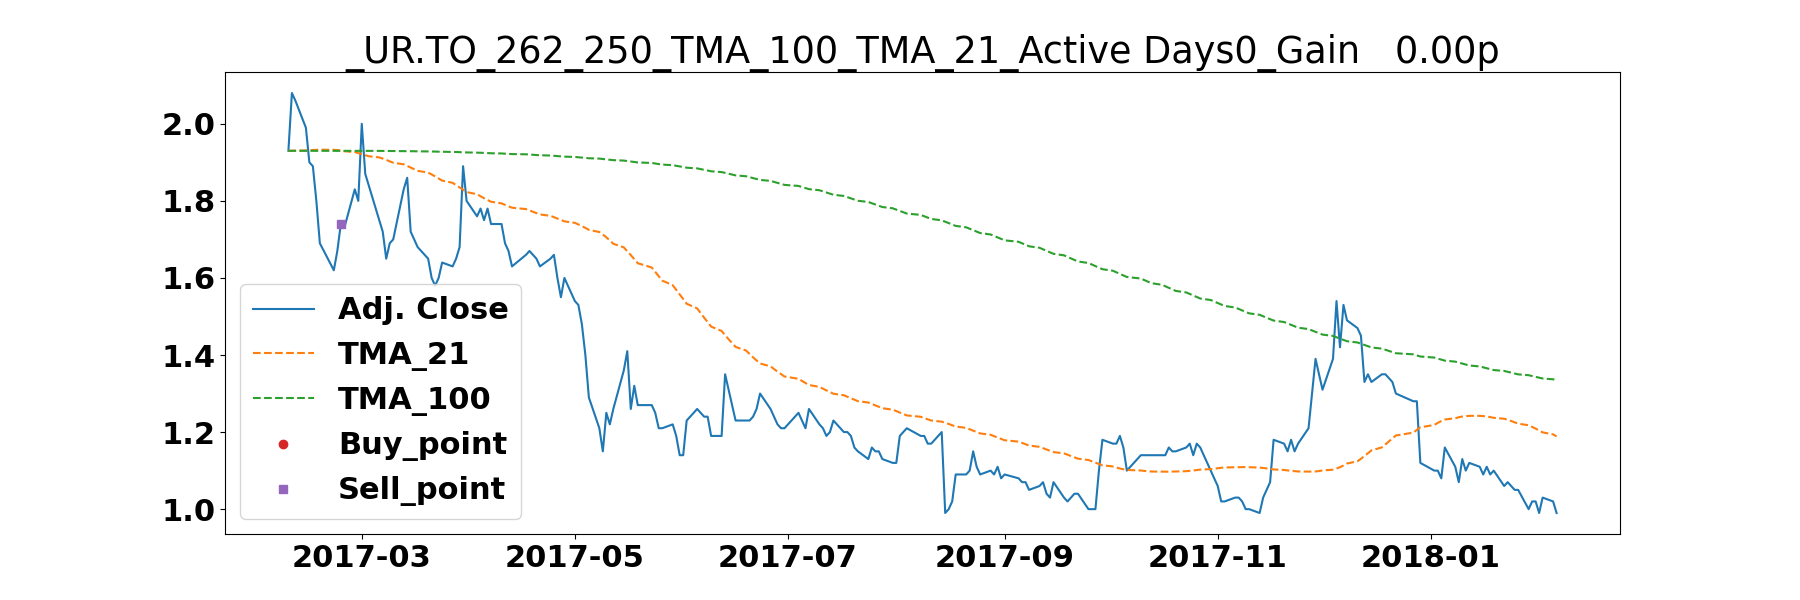 _UR.TO_262_250_TMA_100_TMA_21_Active Days0_Gain   0.00p
2.0
1.8
1.6
1.4
1.2
1.0
Adj. Close
TMA_21
TMA_100
Buy_point
Sell_point
2017-03 2017-05 2017-07 2017-09 2017-11 2018-01